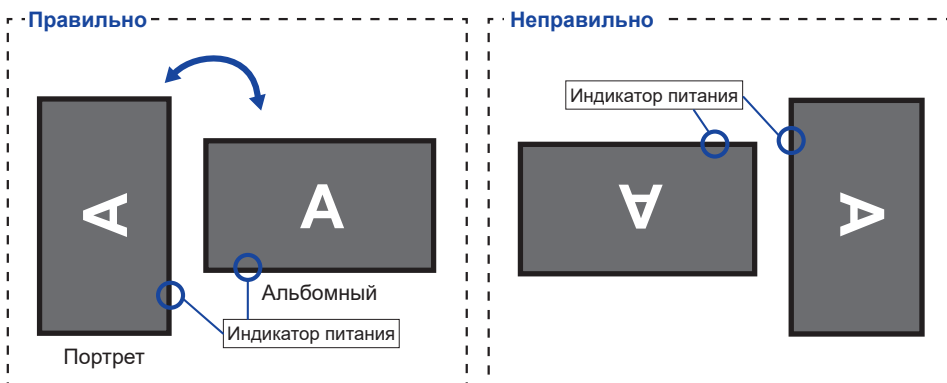 Правильно
A
A
Альбомный
Индикатор питания
Портрет
Неправильно
Индикатор питания
A
A